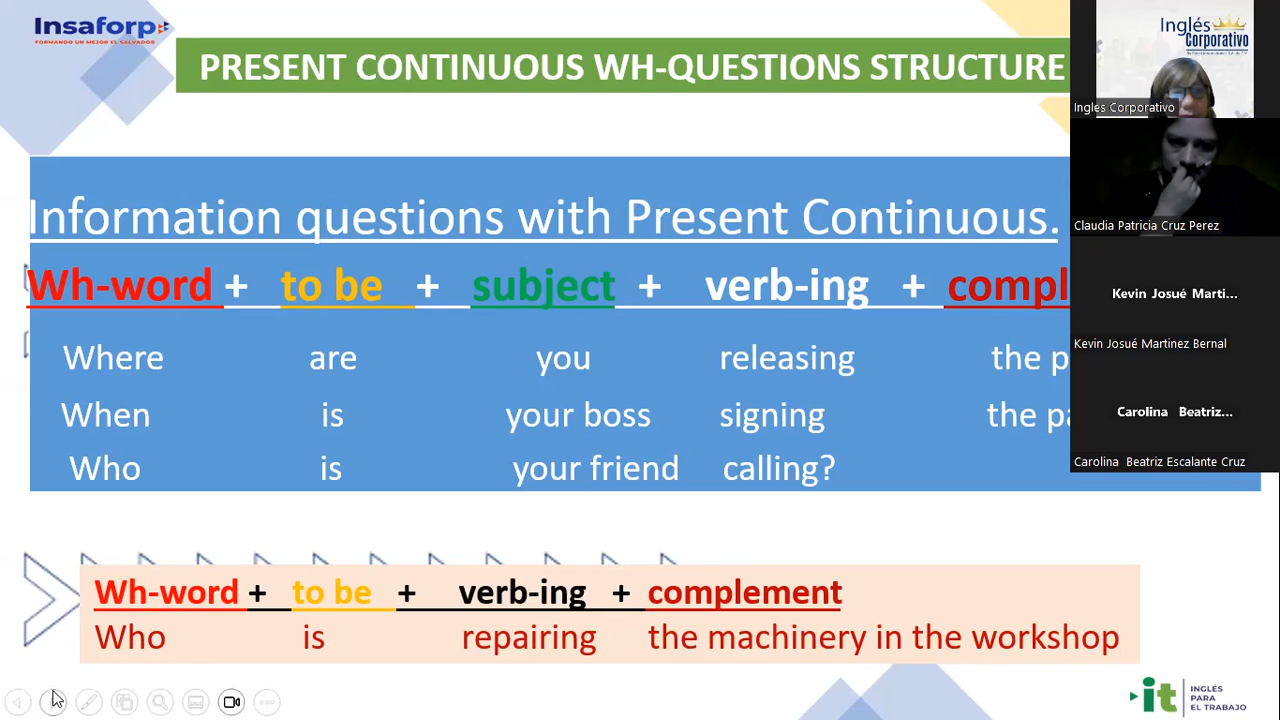 Insaforp
FORMANDO UN MEJOR EL SALVADOR
PRESENT CONTINUOUS WH-QUESTIONS STRUCTURE
Inglés
Corporativo
Ingles Corporativo
Claudia Patricia Cruz Perez
Kevin Josué Marti...
Kevin Josué Martinez Bernal
Carolina Beatriz...
Carolina Beatriz Escalante Cruz
Information questions with Present Continuous.
Wh-word + to be + subject + verb-ing + compl
Where are you releasing the p
When is your boss signing the pa
Who is your friend calling?
Wh-word + to be + verb-ing + complement
Who is repairing the machinery in the workshop
it INGLÉS
PARA EL
TRABAJO